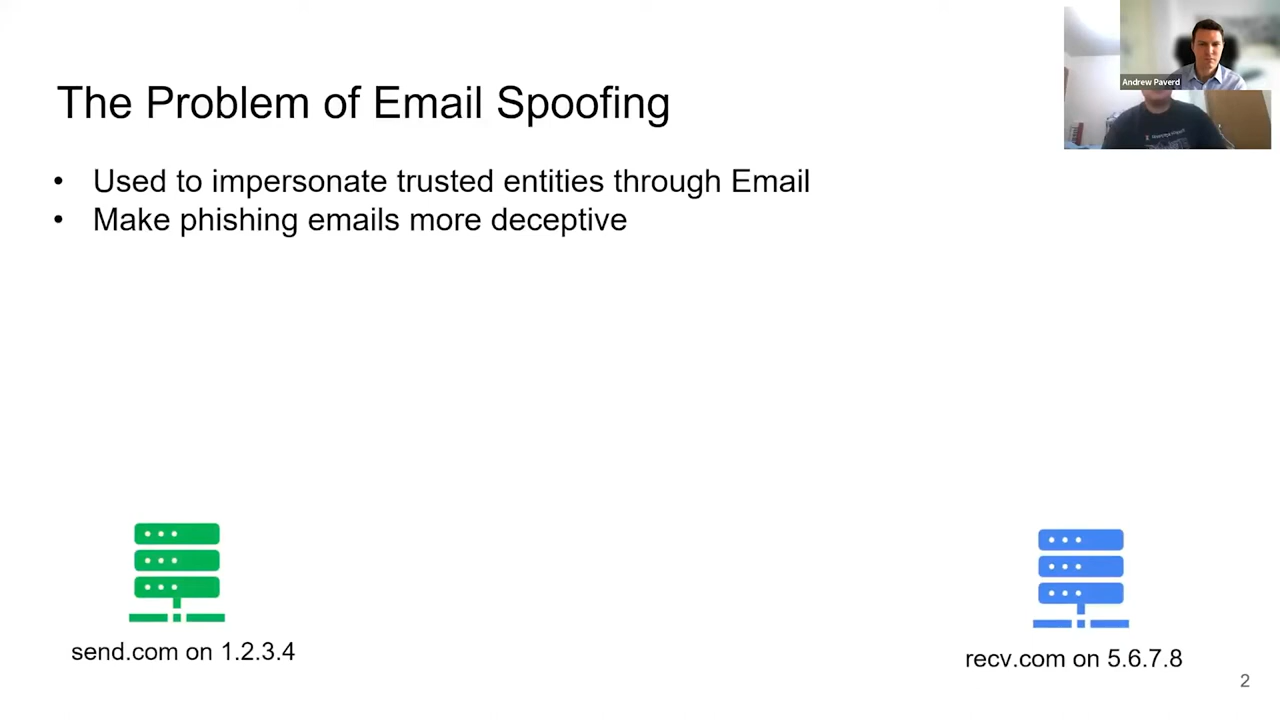 Andrew Paverd
The Problem of Email Spoofing
• Used to impersonate trusted entities through Email
• Make phishing emails more deceptive
send.com on 1.2.3.4
recv.com on 5.6.7.8
2